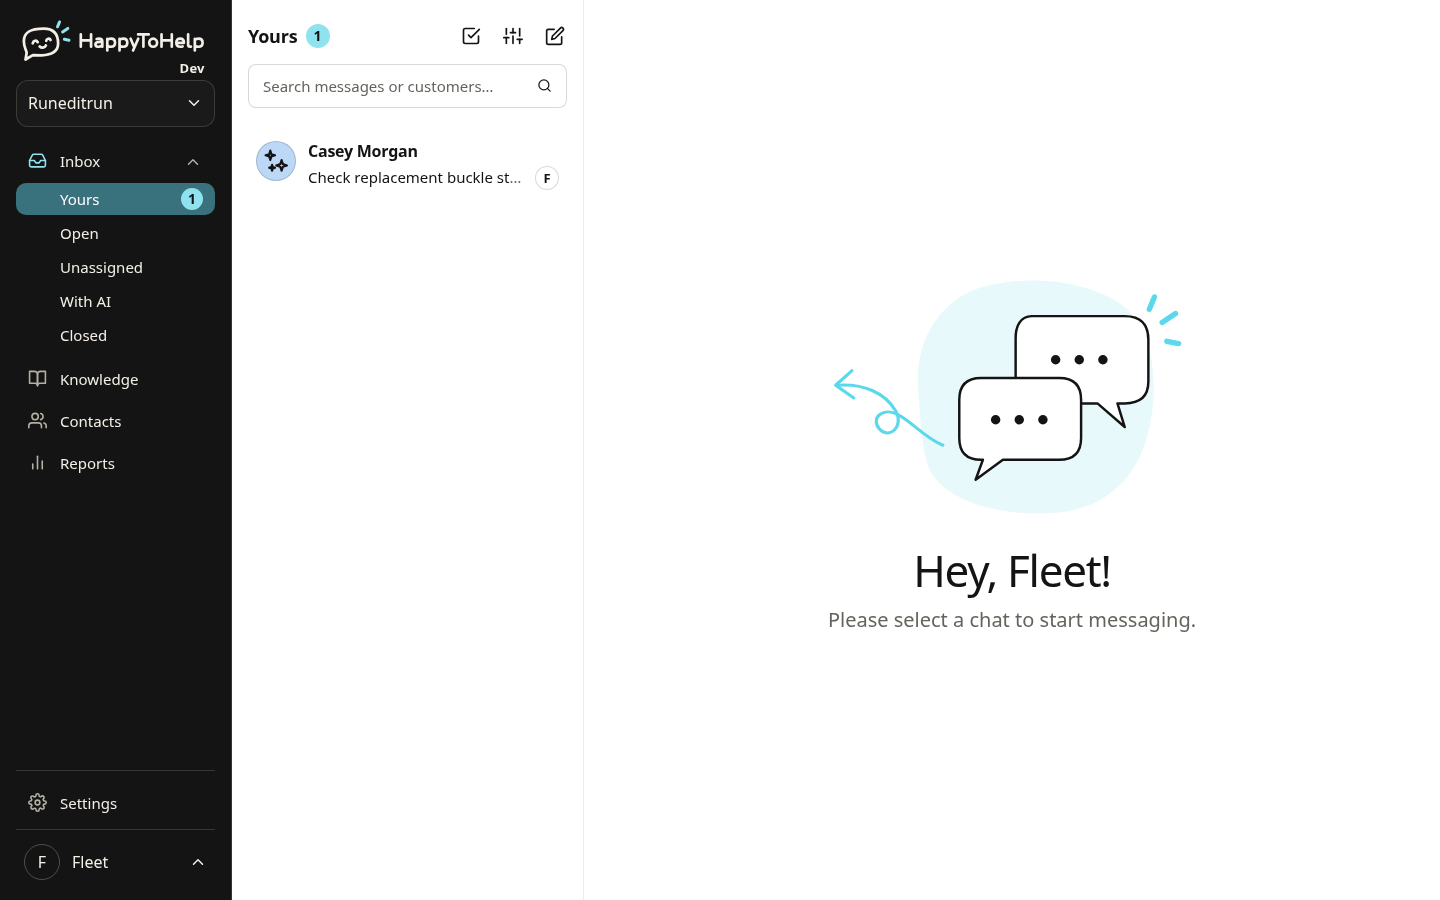 HappyToHelp
Dev
Runeditrun
Inbox
Yours 1
Open
Unassigned
With AI
Closed
Knowledge
Contacts
Reports
Settings
F Fleet
Yours 1
Search messages or customers...
Casey Morgan
Check replacement buckle st... F
Hey, Fleet!
Please select a chat to start messaging.